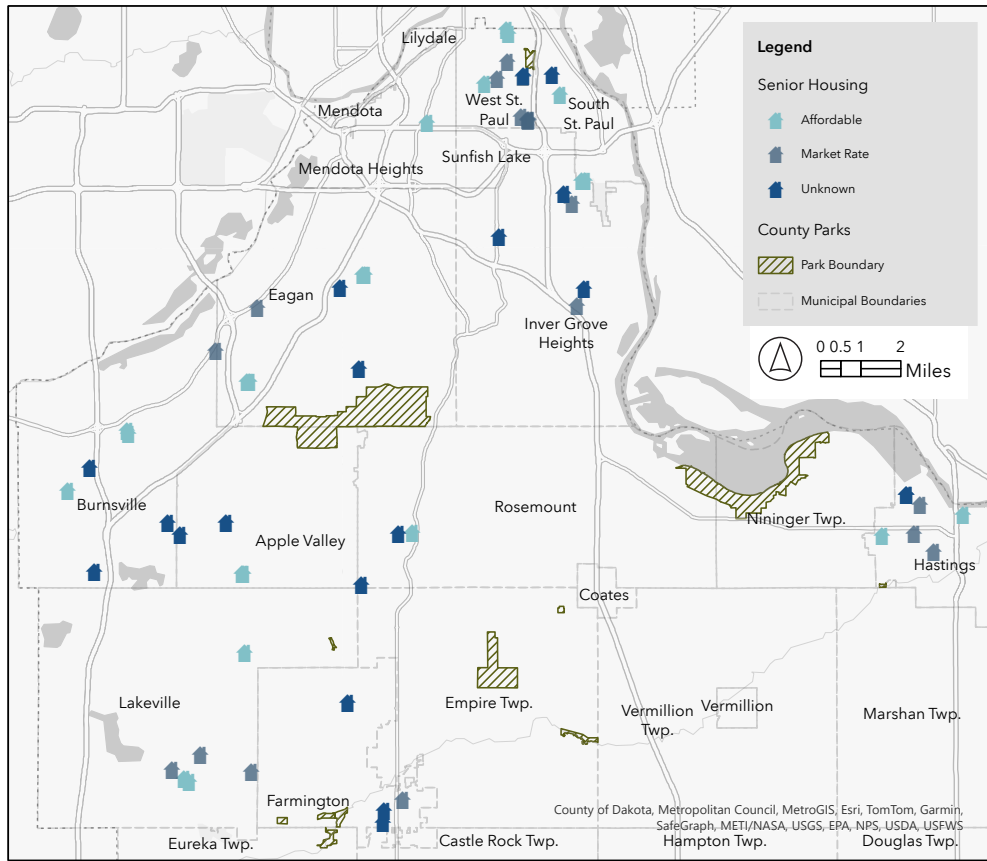 Legend
Senior Housing
Affordable
Market Rate
Unknown
County Parks
Park Boundary
Municipal Boundaries
0 0.5 1 2
Miles
Lilydale
Mendota
West St.
Paul
South
St. Paul
Sunfish Lake
Mendota Heights
Eagan
Inver Grove
Heights
Burnsville
Apple Valley
Rosemount
Nininger Twp.
Hastings
Coates
Lakeville
Empire Twp.
Vermillion
Twp.
Vermillion
Marshan Twp.
Farmington
Eureka Twp.
Castle Rock Twp.
Hampton Twp.
Douglas Twp.
County of Dakota, Metropolitan Council, MetroGIS, Esri, TomTom, Garmin,
SafeGraph, METI/NASA, USGS, EPA, NPS, USDA, USFWS